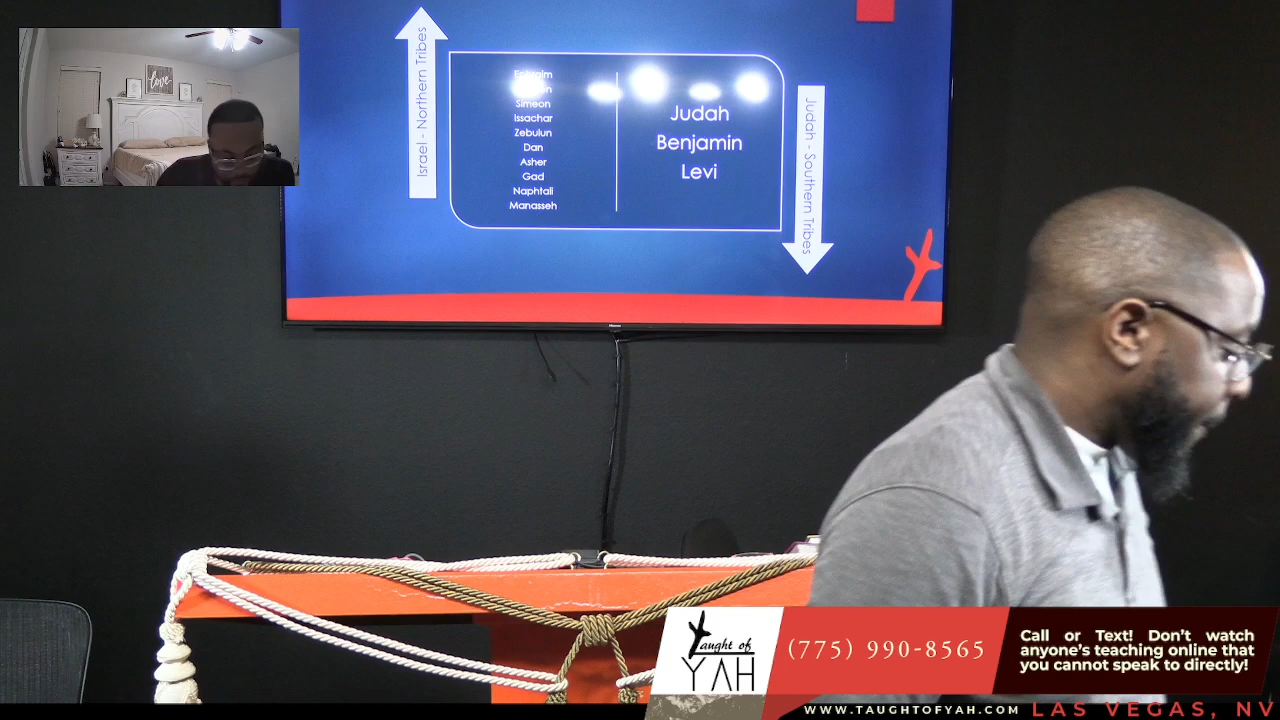 love
Israel - Northern Tribes
Ephraim
Simeon
Issachar
Zebulun
Dan
Asher
Gad
Naphtali
Manasseh
Judah
Benjamin
Levi
Judah - Southern Tribes
Taught of
YAH
(775) 990-8565
Call or Text! Don't watch
anyone's teaching online that
you cannot speak to directly!
WWW.TAUGHTOFYAH.COM
LAS VEGAS, NV